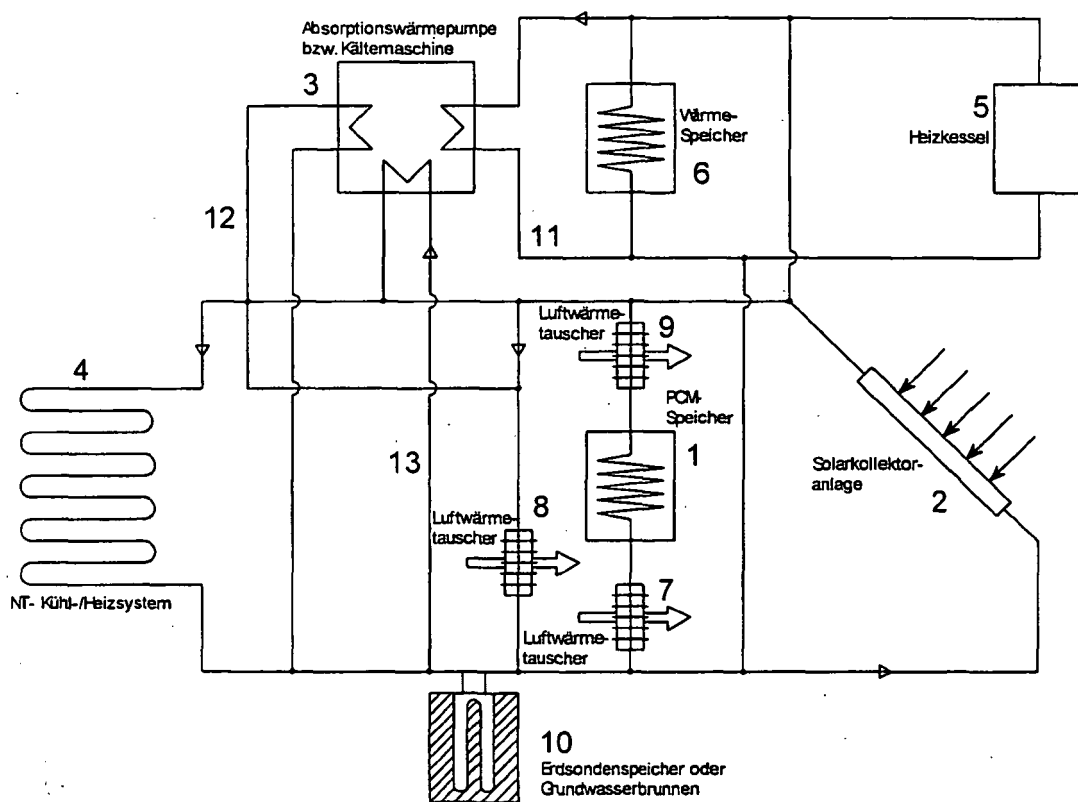 Absorptionswärmepumpe
bzw. Kältemaschine
3
5
Heizkessel
Wärme-
Speicher
6
12
11
Luftwärme-
tauscher
9
4
PCM-
Speicher
1
13
Solarkollektor-
anlage
2
8
Luftwärme-
tauscher
7
NT- Kühl-/Heizsystem
Luftwärme-
tauscher
10
Erdsondenspeicher oder
Grundwasserbrunnen